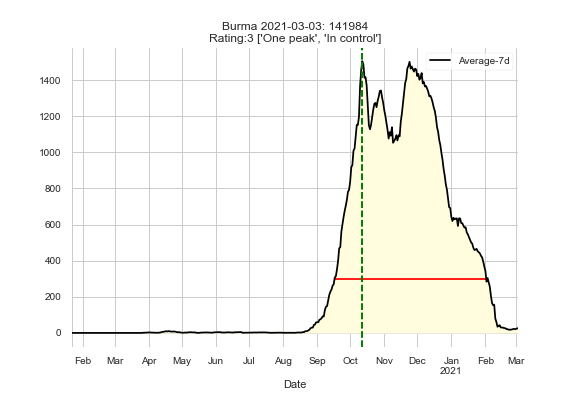 Burma 2021-03-03: 141984
Rating:3 ['One peak', 'In control']
Average-7d
1400
1200
1000
800
600
400
200
0
Feb Mar Apr May Jun Jul Aug Sep Oct Nov Dec Jan Feb Mar
2021
Date